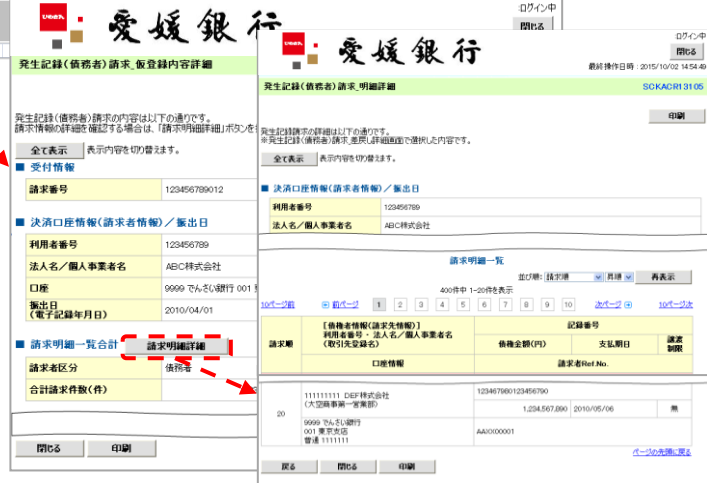 ログイン中
いよぎん
愛媛銀行
閉じる
発生記録(債務者)請求_仮登録内容詳細
発生記録(債務者)請求の内容は以下の通りです。
請求情報の詳細を確認する場合は、「請求明細詳細」ボタンを
全て表示 表示内容を切り替えます。
■ 受付情報
請求番号 123456789012
■ 決済口座情報(請求者情報)/振出日
利用者番号 123456789
法人名/個人事業者名 ABC株式会社
口座 9999 でんさい銀行 001
振出日
(電子記録年月日) 2010/04/01
■ 請求明細一覧合計 請求明細詳細
請求者区分 債務者
合計請求件数(件)
閉じる 印刷
ログイン中
愛媛銀行
閉じる
最終操作日時:2015/10/02 14:54:49
発生記録(債務者)請求_明細詳細 SCKACR13105
印刷
発生記録請求の詳細は以下の通りです。
※発生記録(債務者)請求_差戻し詳細画面で選択した内容です。
全て表示 表示内容を切り替えます。
■ 決済口座情報(請求者情報)/振出日
利用者番号 123456789
法人名/個人事業者名 ABC株式会社
請求明細一覧
並び順: 請求順 昇順 再表示
400件中 1-20件を表示
10ページ前 前ページ 1 2 3 4 5 6 7 8 9 10 次ページ 10ページ次
請求順 【債権者情報(請求先情報)】 記録番号
利用者番号・法人名/個人事業者名
(取引先登録名) 債権金額(円) 支払期日 譲渡制限
口座情報 請求者Ref.No.
20 111111111 DEF株式会社
(大空商事第一営業部) 123467980123456790
1,234,567,890 2010/05/06 無
9999 でんさい銀行
001 東京支店
普通 1111111 AAXX00001
ページの先頭に戻る
戻る 閉じる 印刷